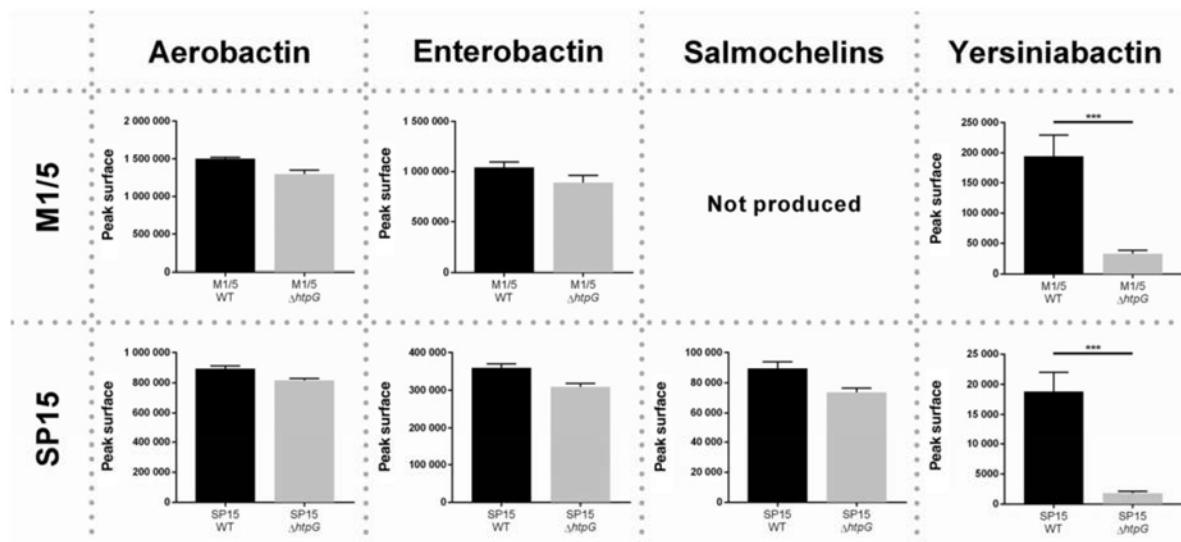 Aerobactin
Enterobactin
Salmochelins
Yersiniabactin
M1/5
Peak surface
2 000 000
1 500 000
1 000 000
500 000
0
M1/5
WT
M1/5
ΔhtpG
Peak surface
1 500 000
1 000 000
500 000
0
M1/5
WT
M1/5
ΔhtpG
Not produced
Peak surface
250 000
200 000
150 000
100 000
50 000
0
***
M1/5
WT
M1/5
ΔhtpG
SP15
Peak surface
1 000 000
800 000
600 000
400 000
200 000
0
SP15
WT
SP15
ΔhtpG
Peak surface
400 000
300 000
200 000
100 000
0
SP15
WT
SP15
ΔhtpG
Peak surface
100 000
80 000
60 000
40 000
20 000
0
SP15
WT
SP15
ΔhtpG
Peak surface
25 000
20 000
15 000
10 000
5000
0
***
SP15
WT
SP15
ΔhtpG